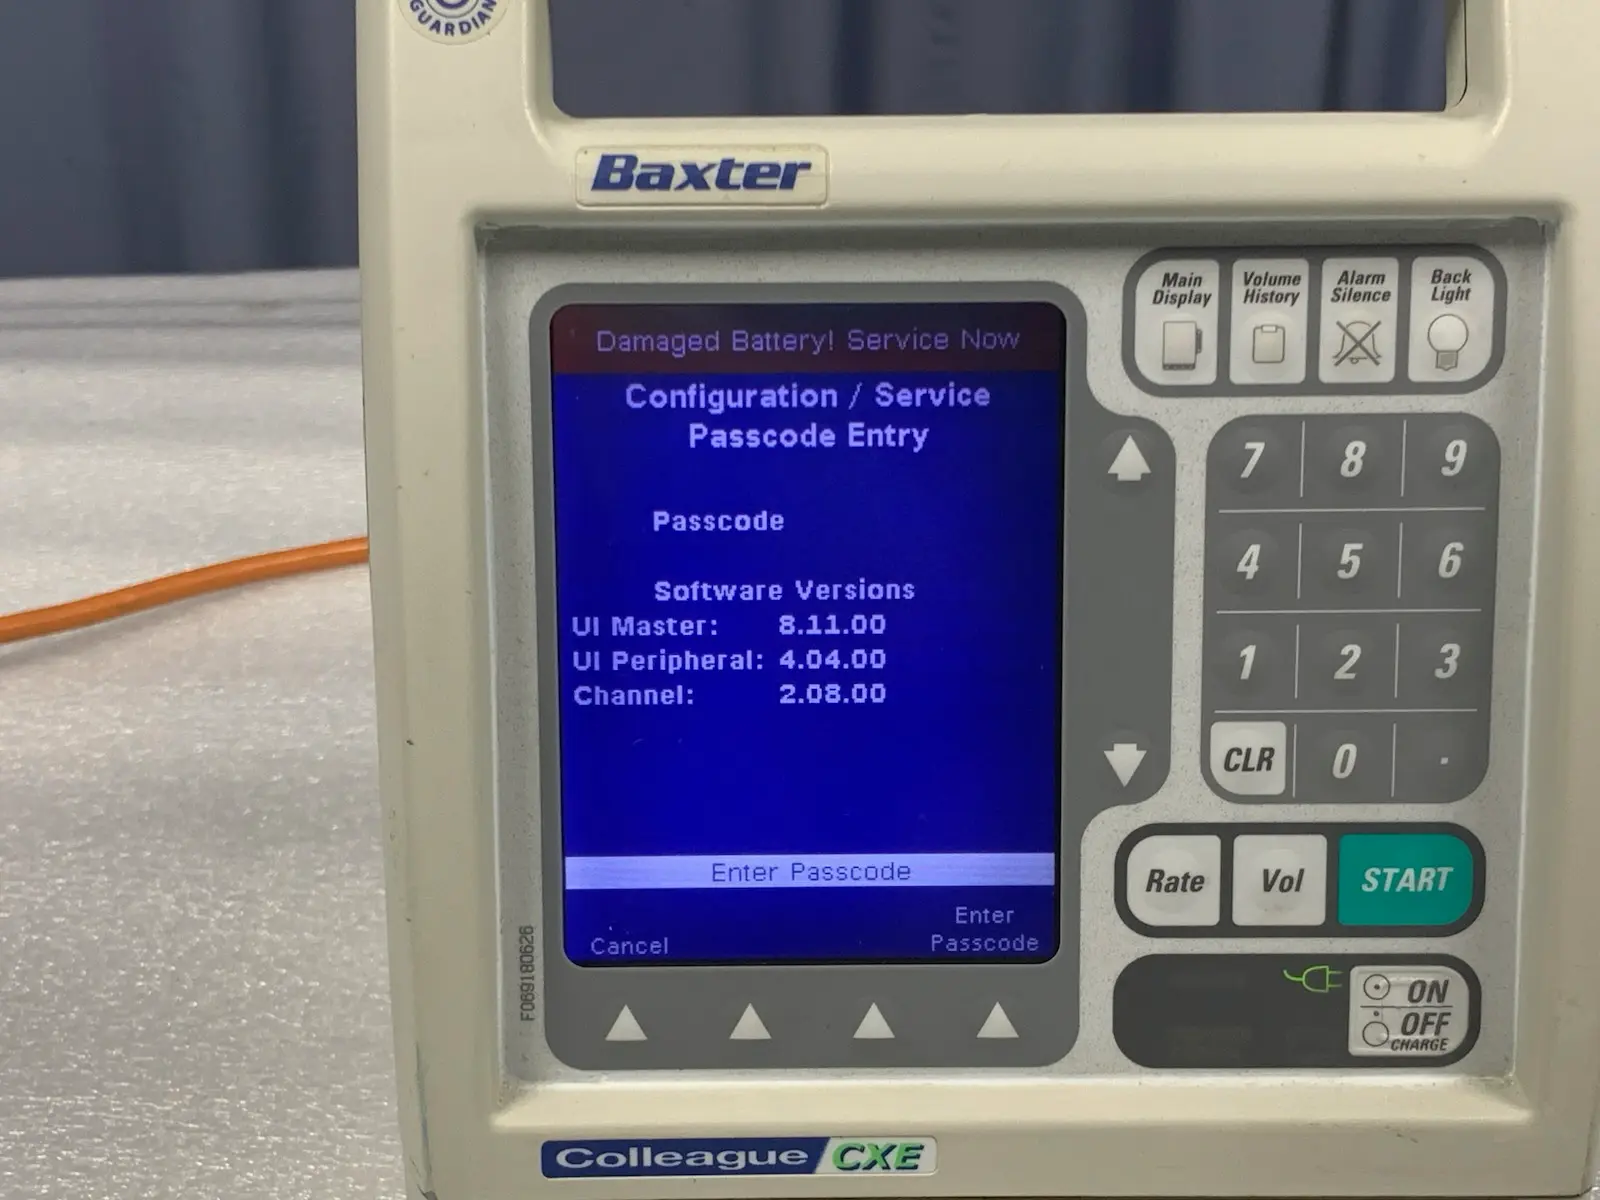 GUARDIAN
Baxter
Main
Display
Volume
History
Alarm
Silence
Back
Light
Damaged Battery! Service Now
Configuration / Service
Passcode Entry
Passcode
Software Versions
UI Master: 8.11.00
UI Peripheral: 4.04.00
Channel: 2.08.00
Enter Passcode
Cancel
Enter
Passcode
7 8 9
4 5 6
1 2 3
CLR 0 .
Rate Vol START
ON
OFF
CHARGE
F069180626
Colleague CXE